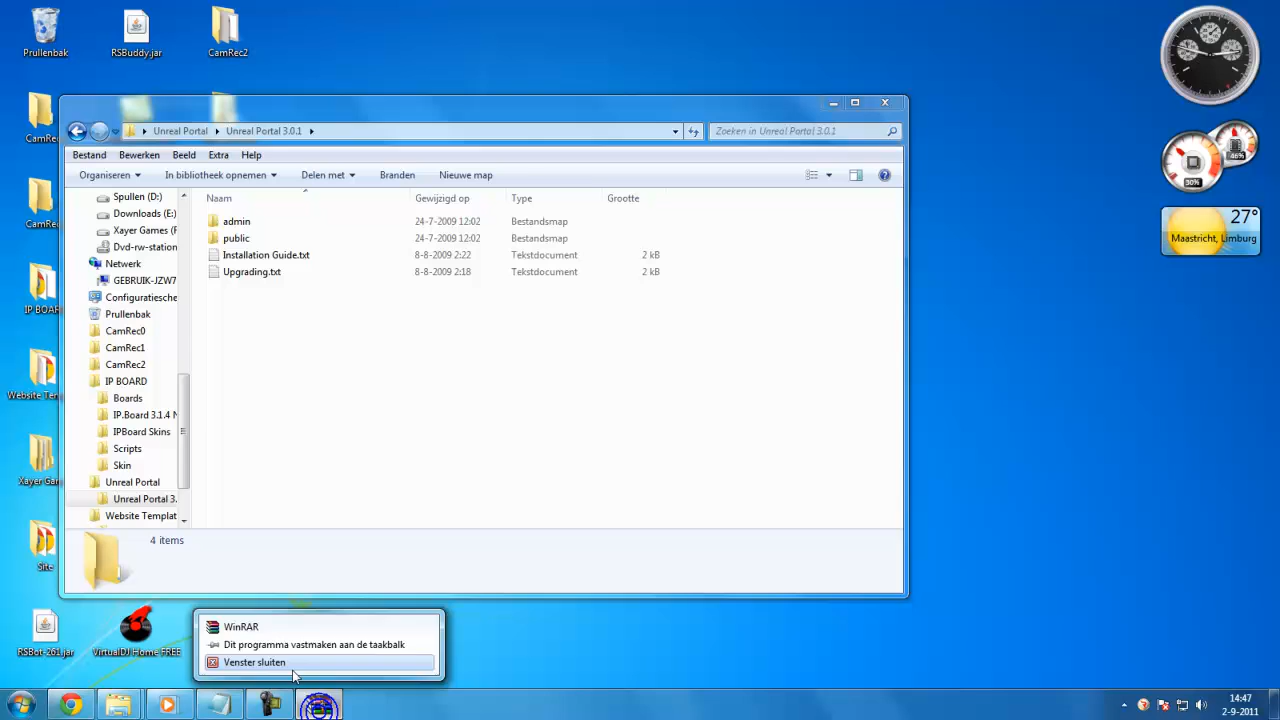 Prullenbak
RSBuddy.jar
CamRec2
27°
Maastricht, Limburg
46%
30%
CamRec
CamRec
IP BOAR
Website Tem
Xayer Gan
Site
RSBot-261.jar
VirtualDJ Home FREE
Unreal Portal
Unreal Portal 3.0.1
Zoeken in Unreal Portal 3.0.1
Bestand Bewerken Beeld Extra Help
Organiseren In bibliotheek opnemen Delen met Branden Nieuwe map
Spullen (D:)
Downloads (E:)
Xayer Games (F
Dvd-rw-station
Netwerk
GEBRUIK-JZW7
Configuratiesche
Prullenbak
CamRec0
CamRec1
CamRec2
IP BOARD
Boards
IP.Board 3.1.4 N
IPBoard Skins
Scripts
Skin
Unreal Portal
Unreal Portal 3.
Website Templat
Naam Gewijzigd op Type Grootte
admin 24-7-2009 12:02 Bestandsmap
public 24-7-2009 12:02 Bestandsmap
Installation Guide.txt 8-8-2009 2:22 Tekstdocument 2 kB
Upgrading.txt 8-8-2009 2:18 Tekstdocument 2 kB
4 items
WinRAR
Dit programma vastmaken aan de taakbalk
Venster sluiten
14:47
2-9-2011